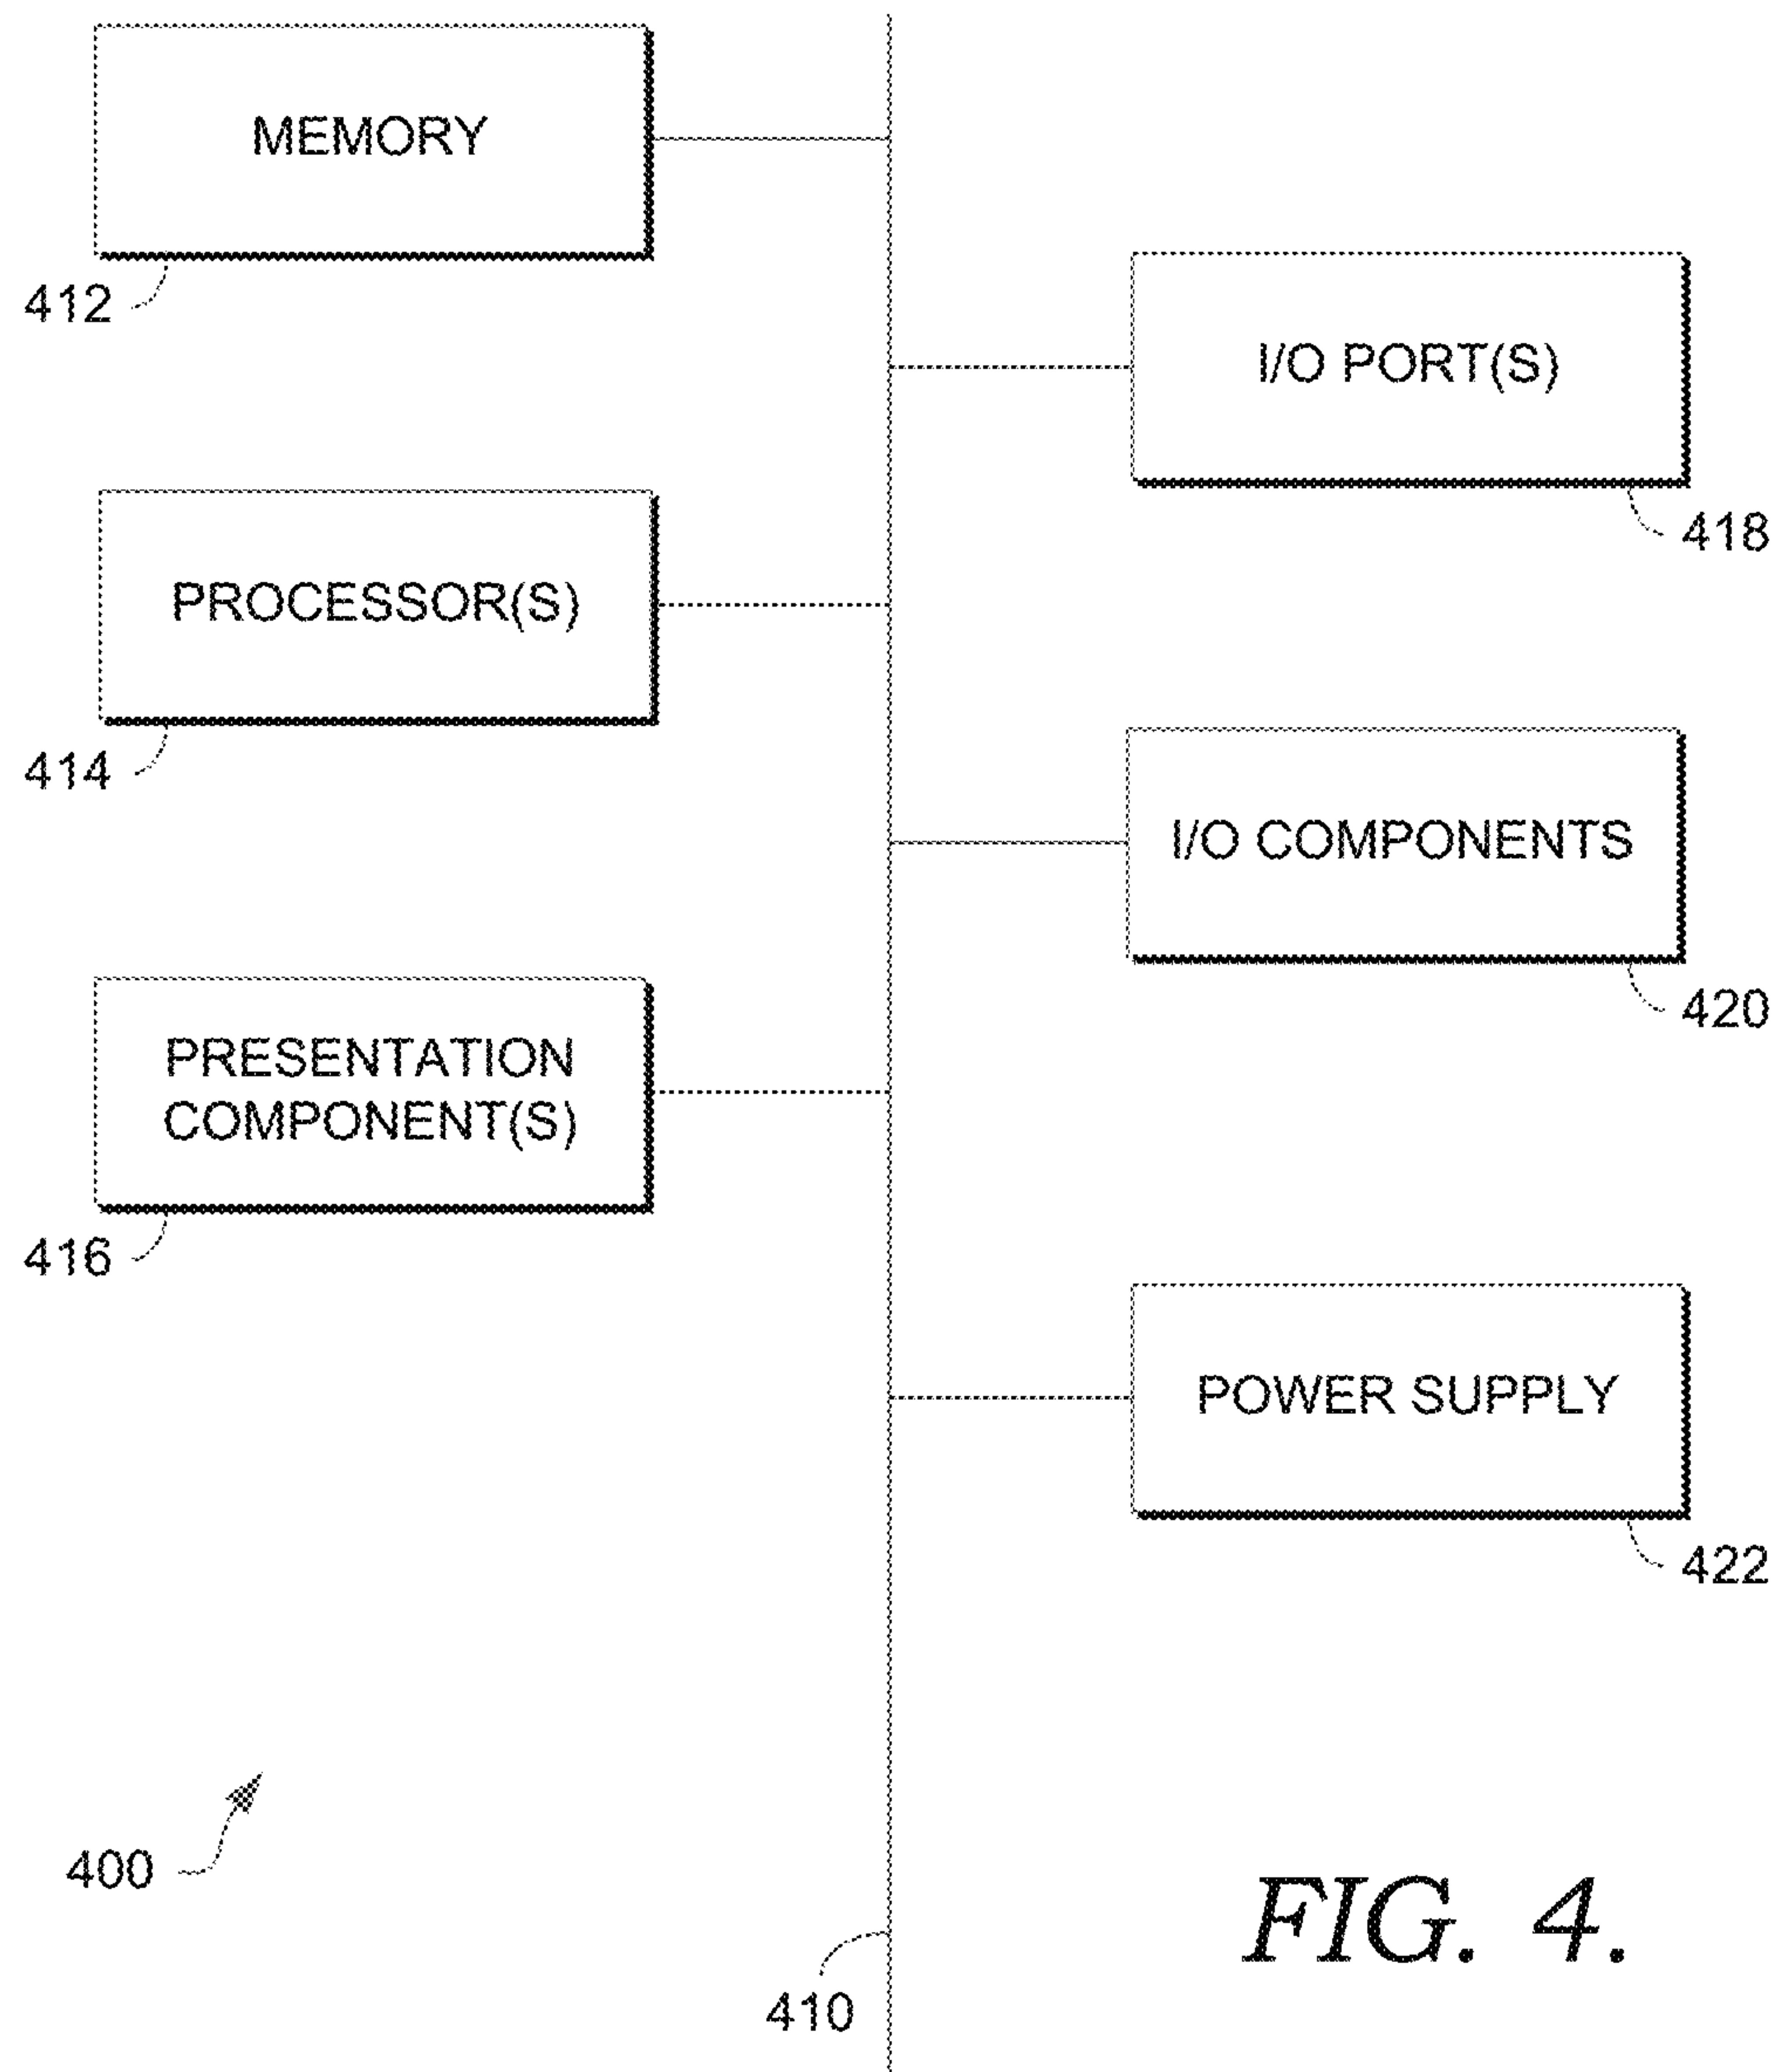 MEMORY
412
I/O PORT(S)
418
PROCESSOR(S)
414
I/O COMPONENTS
420
PRESENTATION
COMPONENT(S)
416
POWER SUPPLY
422
400
410
FIG. 4.